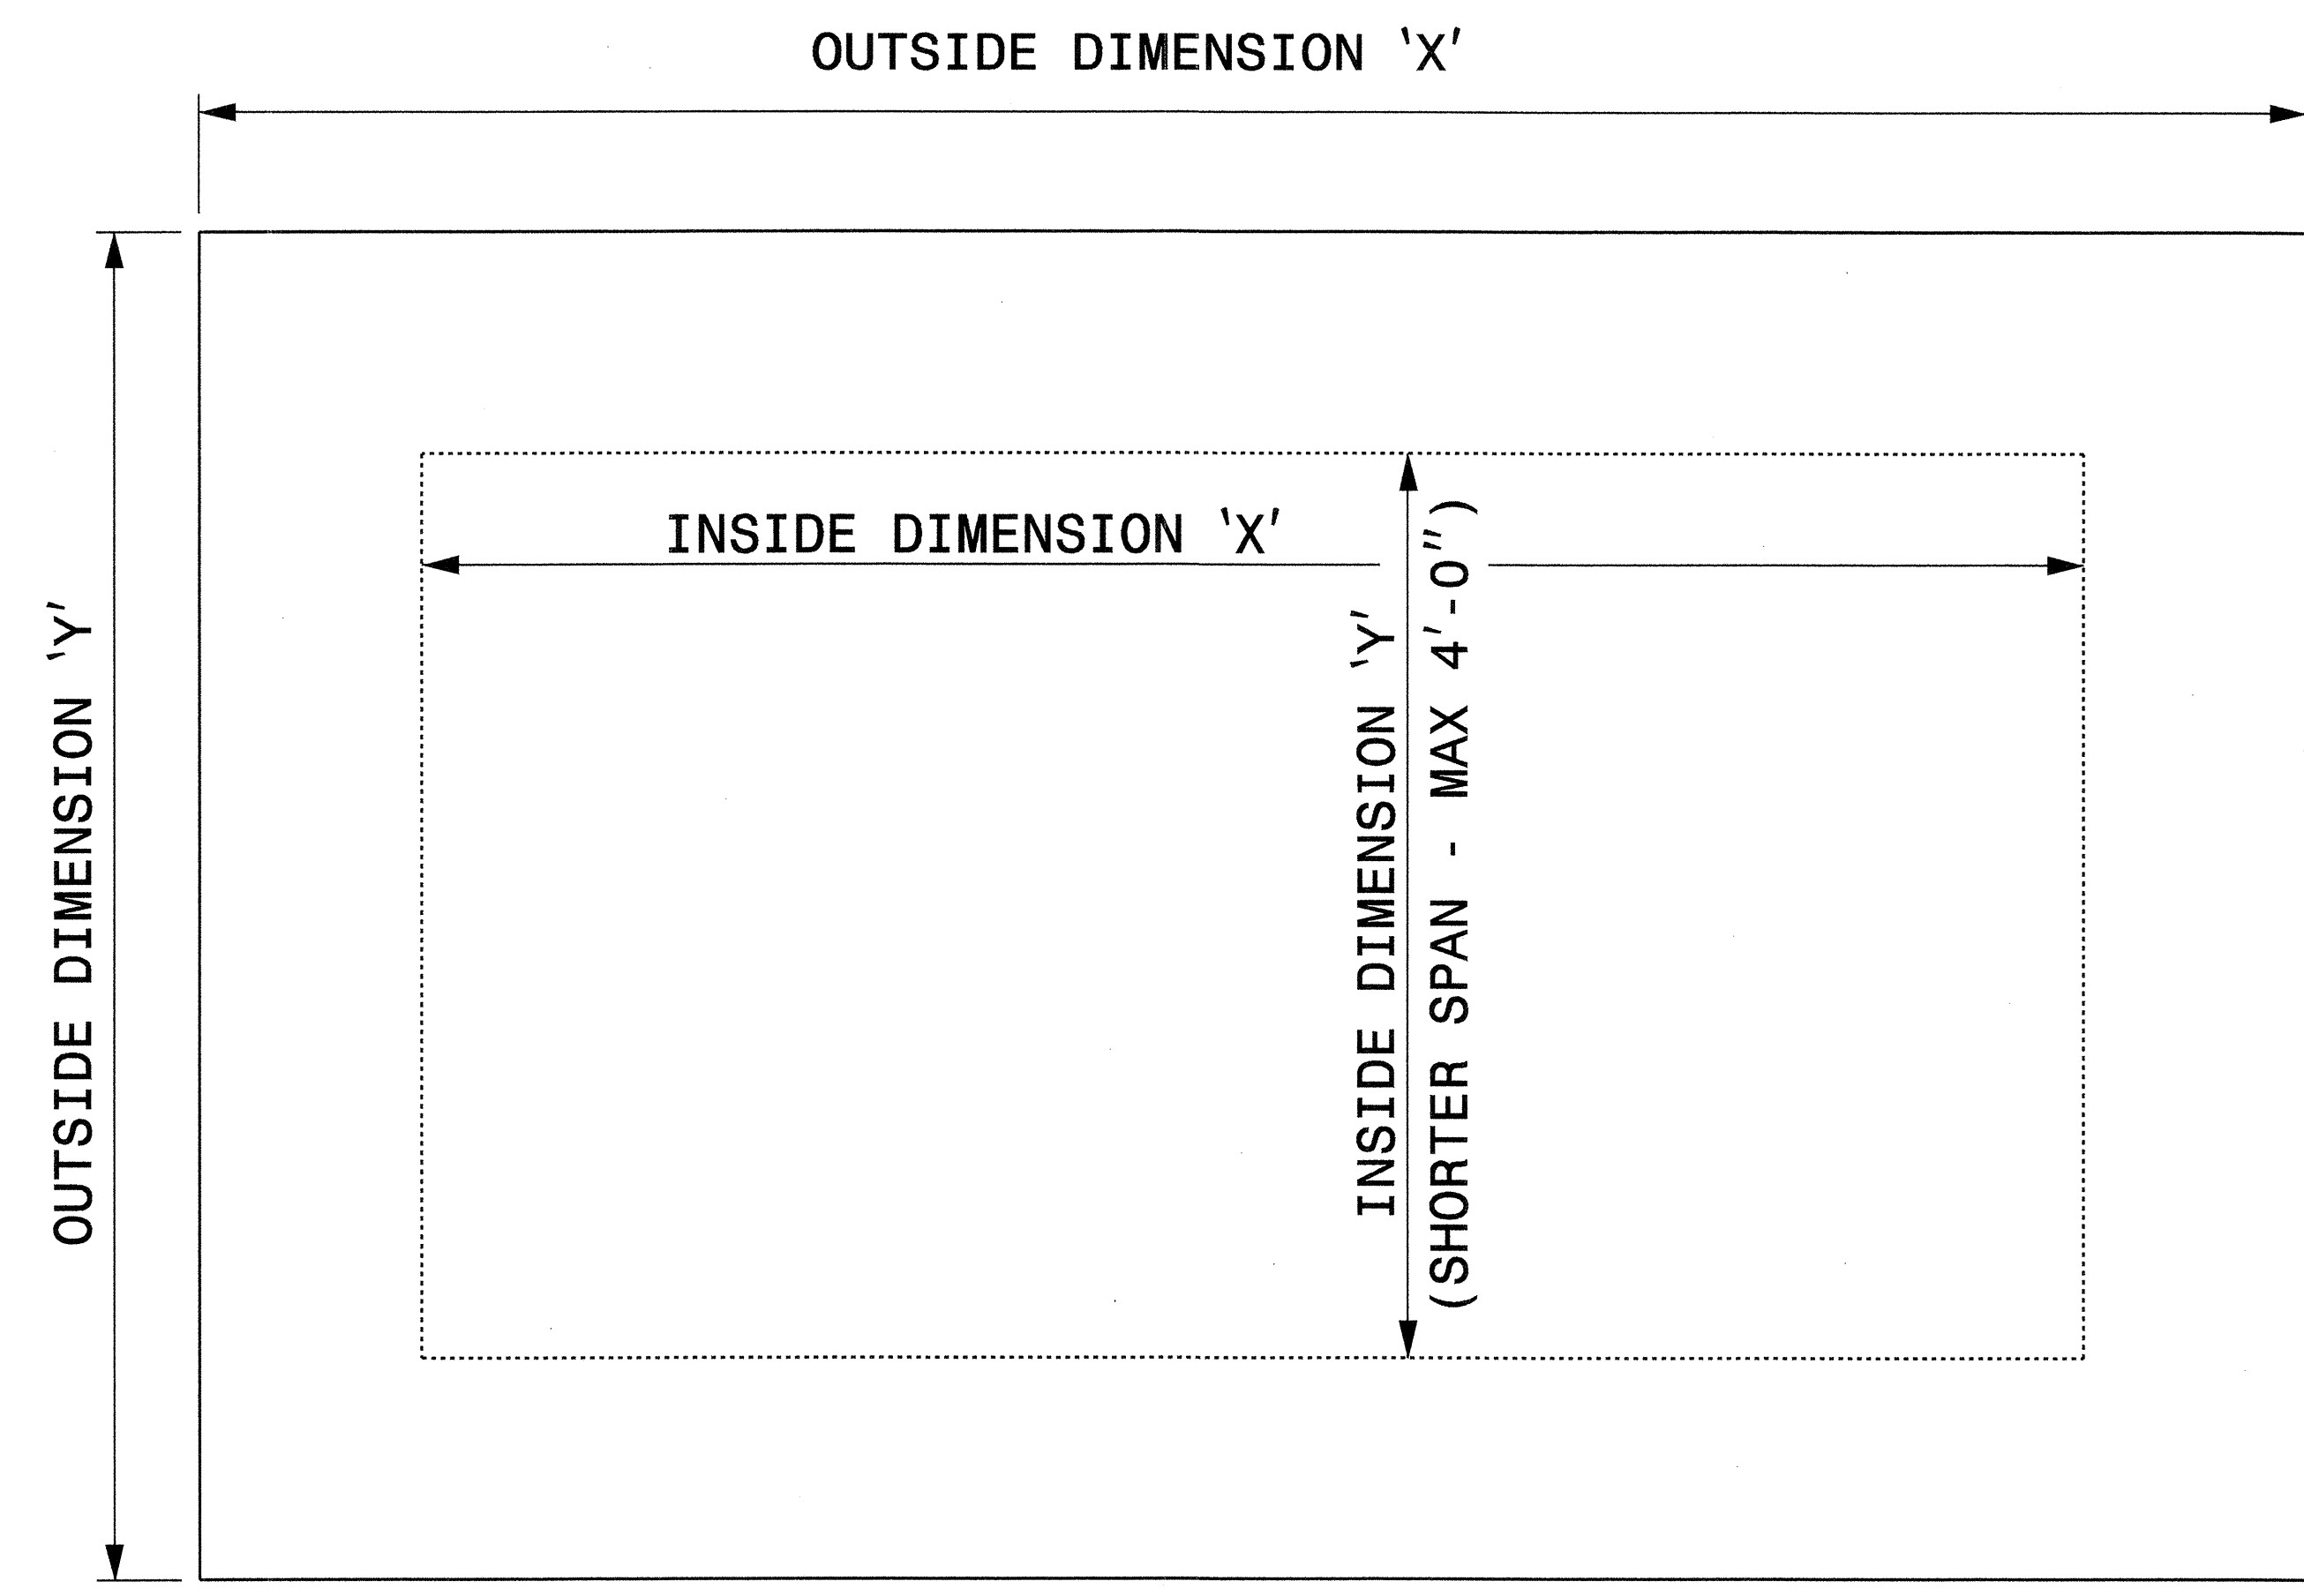 OUTSIDE DIMENSION 'X'
OUTSIDE DIMENSION 'Y'
INSIDE DIMENSION 'X'
INSIDE DIMENSION 'Y'
(SHORTER SPAN - MAX 4'-0")